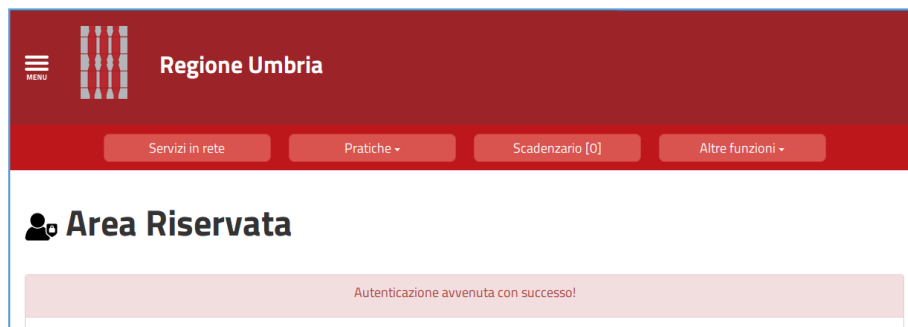 MENU
Regione Umbria
Servizi in rete
Pratiche
Scadenzario [0]
Altre funzioni
Area Riservata
Autenticazione avvenuta con successo!